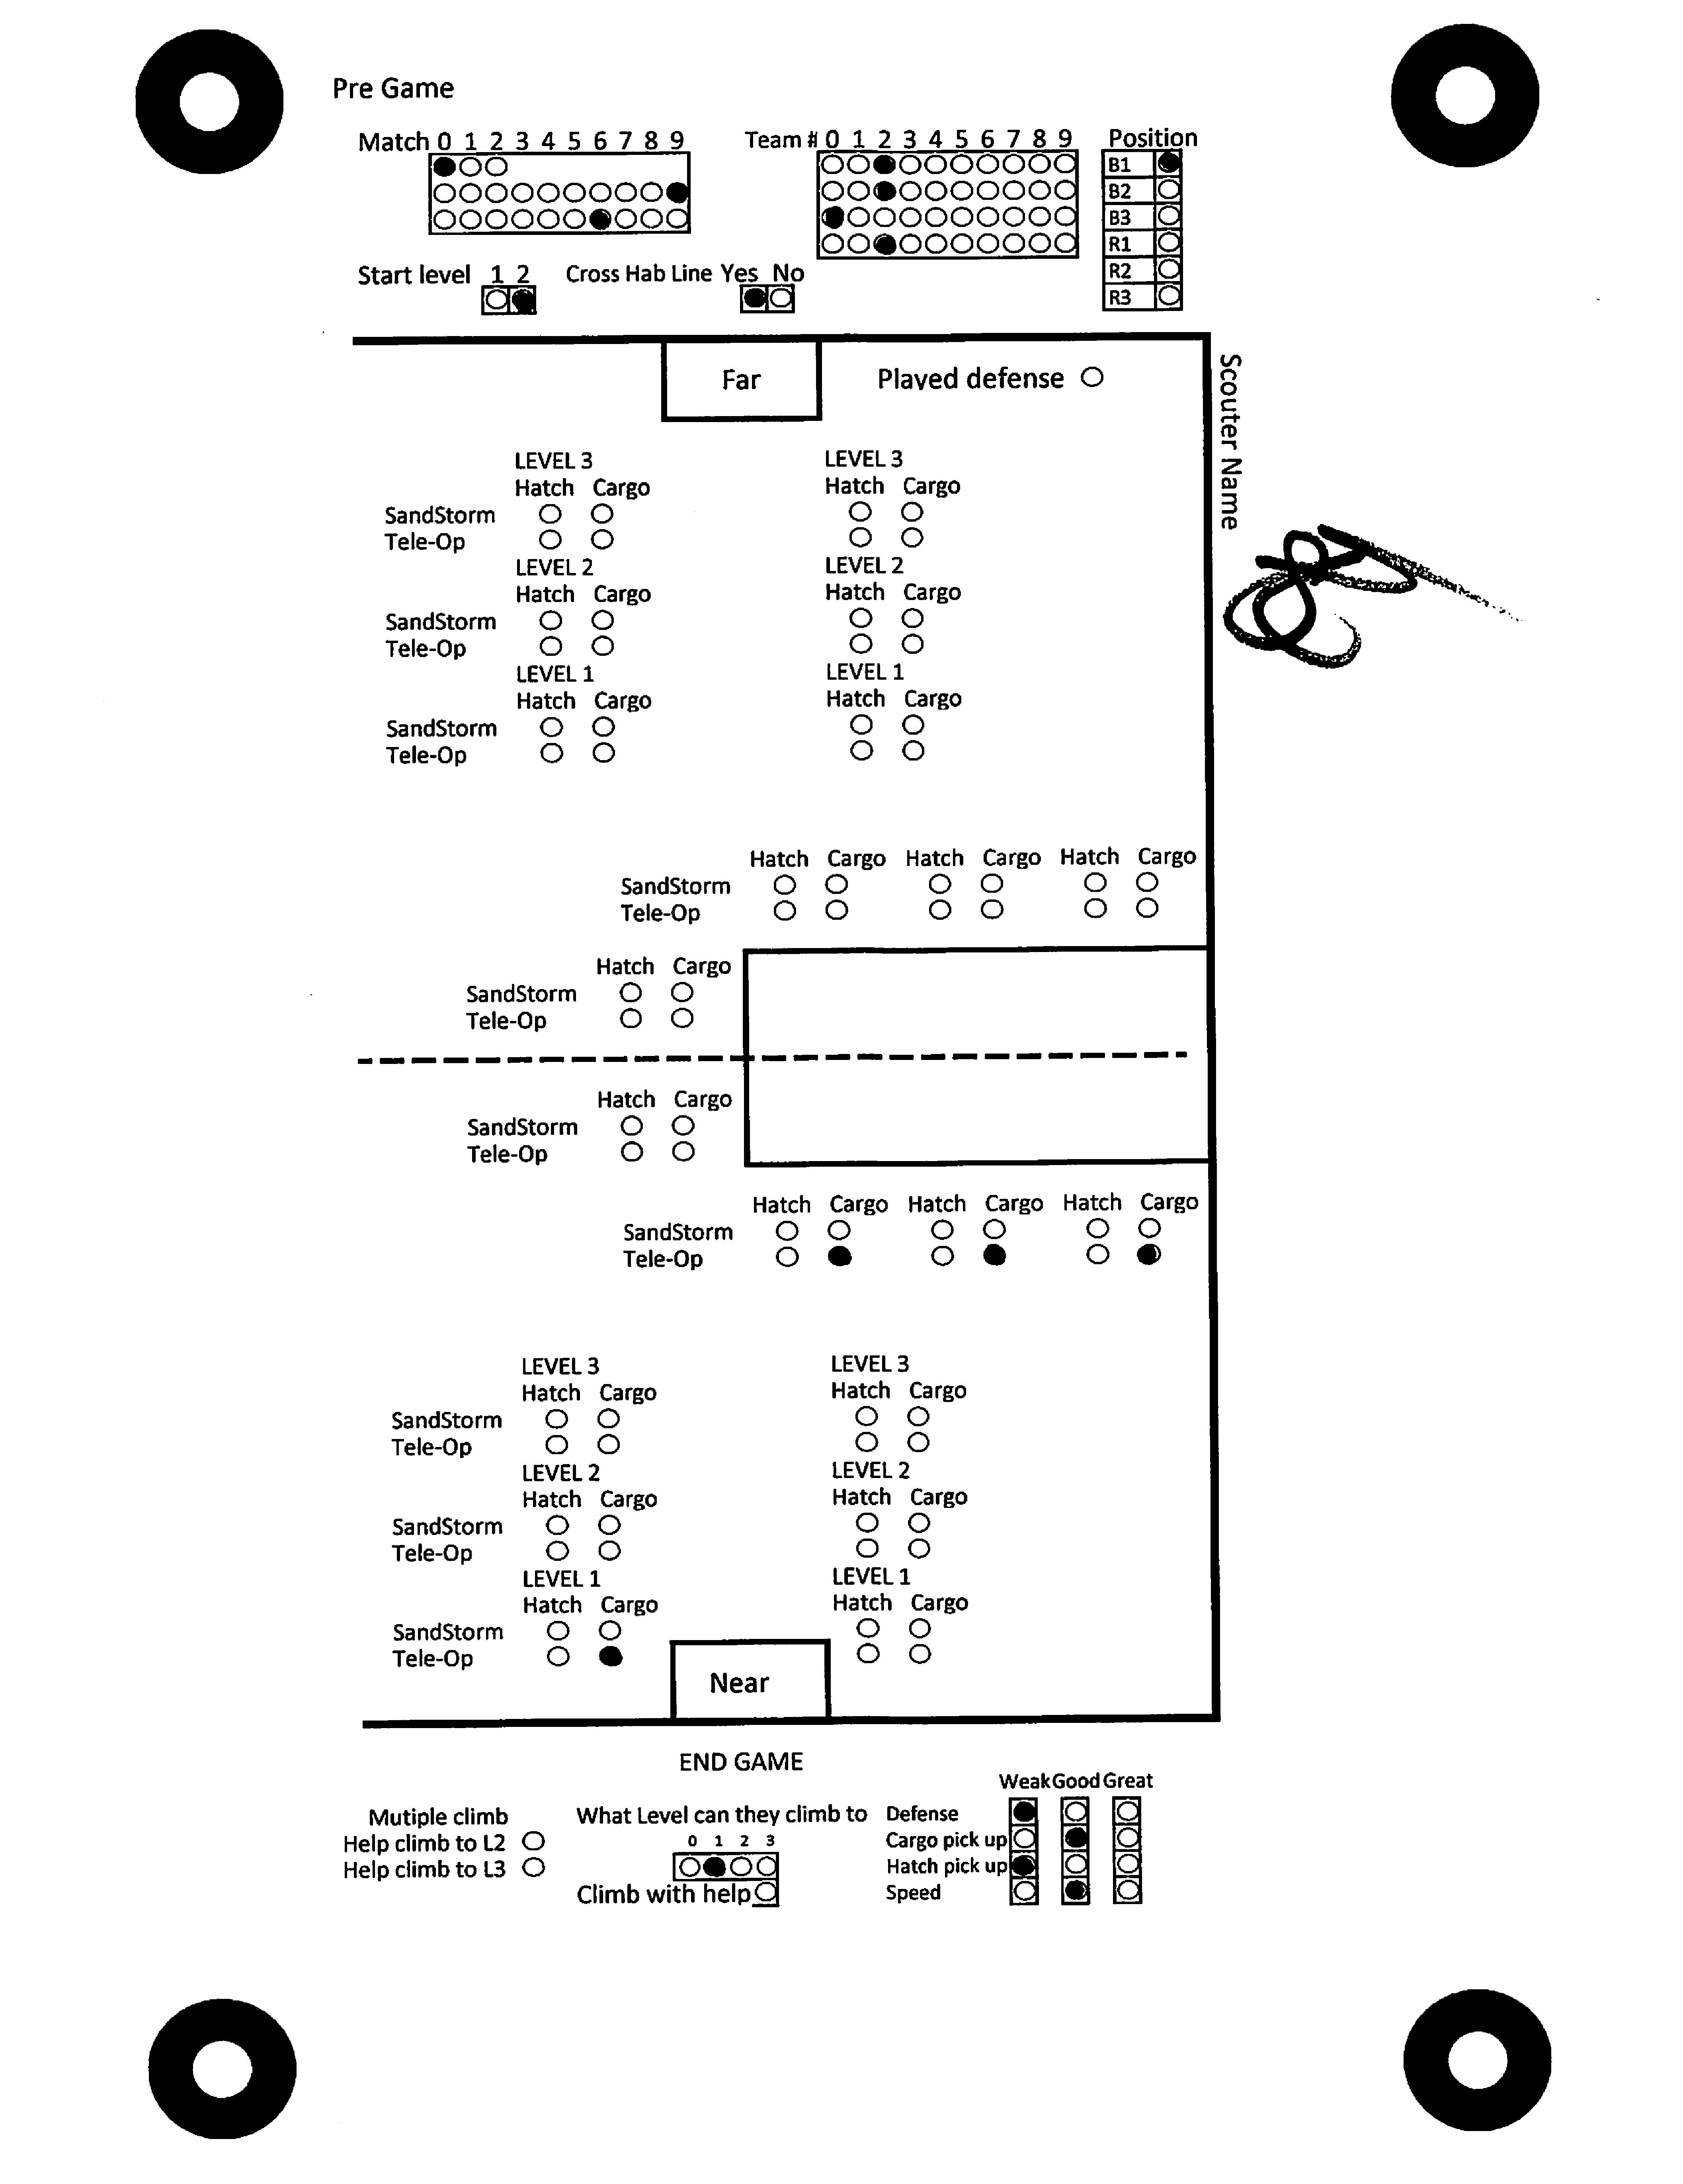 Pre Game
Match 0 1 2 3 4 5 6 7 8 9
Team # 0 1 2 3 4 5 6 7 8 9
Position
B1
B2
B3
R1
R2
R3
Start level 1 2
Cross Hab Line Yes No
Far
Played defense
Scouter Name
LEVEL 3 LEVEL 3
Hatch Cargo Hatch Cargo
SandStorm
Tele-Op
LEVEL 2 LEVEL 2
Hatch Cargo Hatch Cargo
SandStorm
Tele-Op
LEVEL 1 LEVEL 1
Hatch Cargo Hatch Cargo
SandStorm
Tele-Op
Hatch Cargo Hatch Cargo Hatch Cargo
SandStorm
Tele-Op
Hatch Cargo
SandStorm
Tele-Op
Hatch Cargo
SandStorm
Tele-Op
Hatch Cargo Hatch Cargo Hatch Cargo
SandStorm
Tele-Op
LEVEL 3 LEVEL 3
Hatch Cargo Hatch Cargo
SandStorm
Tele-Op
LEVEL 2 LEVEL 2
Hatch Cargo Hatch Cargo
SandStorm
Tele-Op
LEVEL 1 LEVEL 1
Hatch Cargo Hatch Cargo
SandStorm
Tele-Op
Near
END GAME
Mutiple climb
Help climb to L2
Help climb to L3
What Level can they climb to
0 1 2 3
Climb with help
Weak Good Great
Defense
Cargo pick up
Hatch pick up
Speed